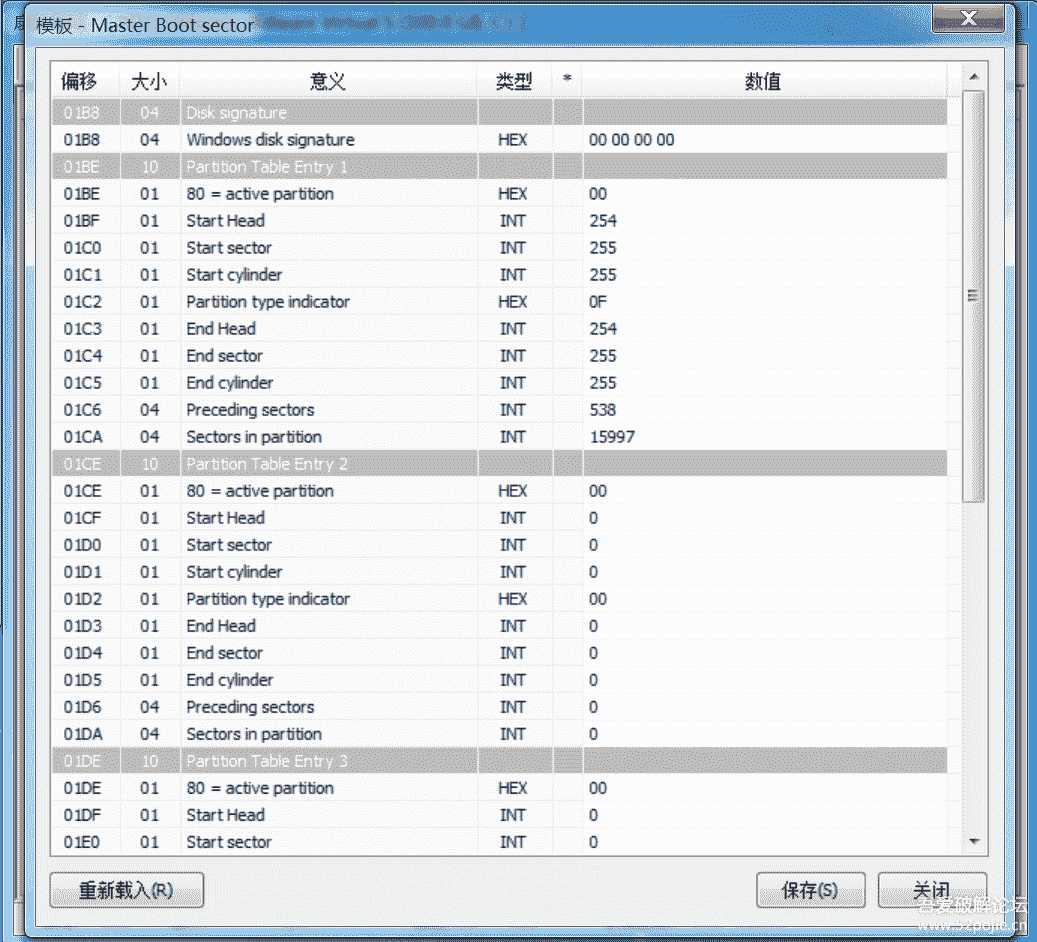 模板 - Master Boot sector
偏移 大小 意义 类型 * 数值
01B8 04 Disk signature
01B8 04 Windows disk signature HEX 00 00 00 00
01BE 10 Partition Table Entry 1
01BE 01 80 = active partition HEX 00
01BF 01 Start Head INT 254
01C0 01 Start sector INT 255
01C1 01 Start cylinder INT 255
01C2 01 Partition type indicator HEX 0F
01C3 01 End Head INT 254
01C4 01 End sector INT 255
01C5 01 End cylinder INT 255
01C6 04 Preceding sectors INT 538
01CA 04 Sectors in partition INT 15997
01CE 10 Partition Table Entry 2
01CE 01 80 = active partition HEX 00
01CF 01 Start Head INT 0
01D0 01 Start sector INT 0
01D1 01 Start cylinder INT 0
01D2 01 Partition type indicator HEX 00
01D3 01 End Head INT 0
01D4 01 End sector INT 0
01D5 01 End cylinder INT 0
01D6 04 Preceding sectors INT 0
01DA 04 Sectors in partition INT 0
01DE 10 Partition Table Entry 3
01DE 01 80 = active partition HEX 00
01DF 01 Start Head INT 0
01E0 01 Start sector INT 0
重新载入(R) 保存(S) 关闭
吾爱破解论坛
www.52pojie.cn